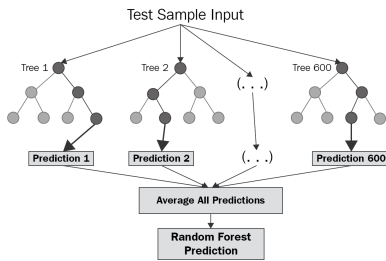 Test Sample Input
Tree 1
Tree 2
(. . .)
Tree 600
Prediction 1
Prediction 2
(. . .)
Prediction 600
Average All Predictions
Random Forest
Prediction